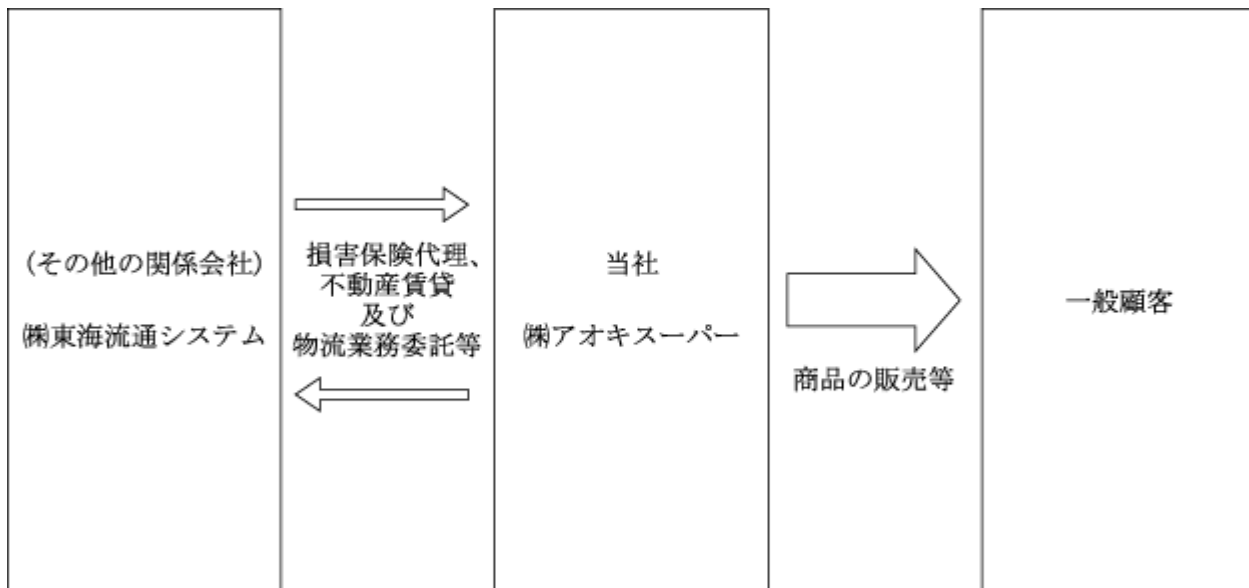 (その他の関係会社)
㈱東海流通システム
損害保険代理、
不動産賃貸
及び
物流業務委託等
当社
㈱アオキスーパー
商品の販売等
一般顧客